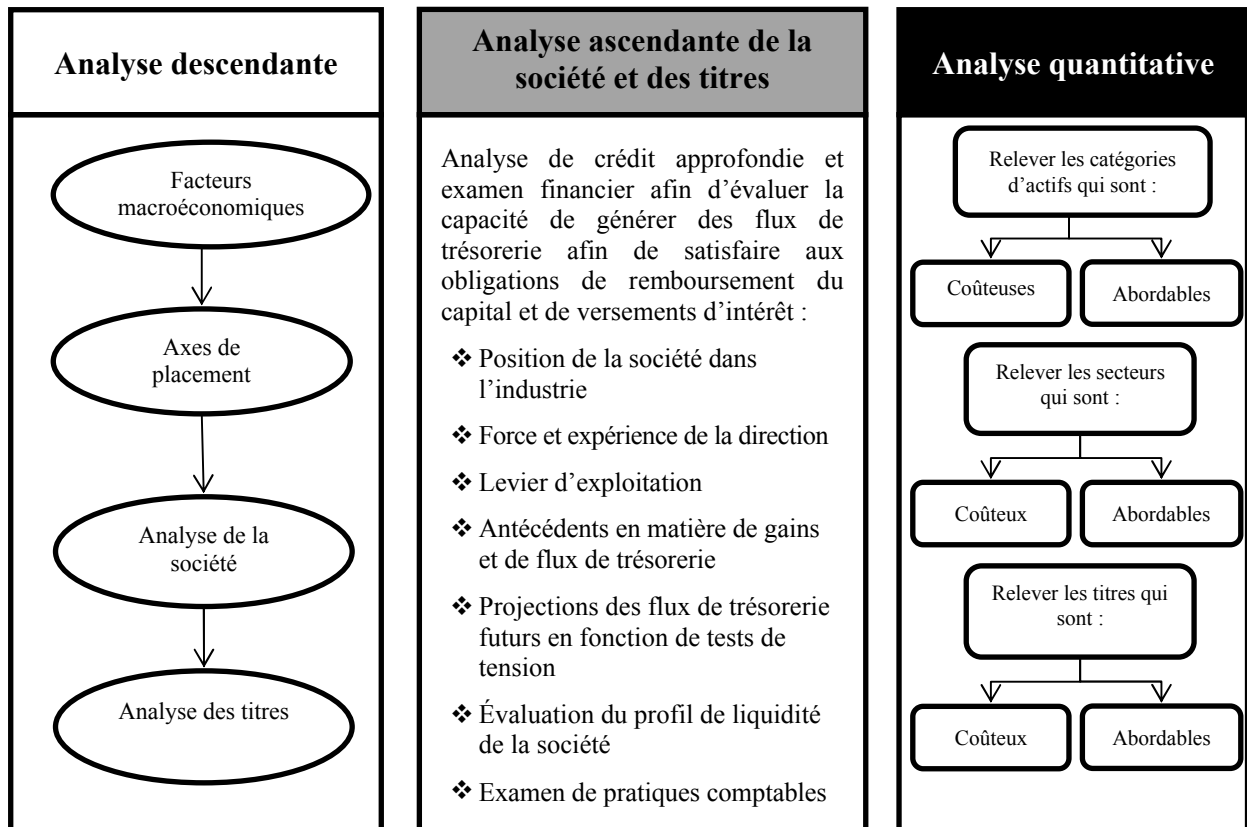 Analyse descendante
Facteurs
macroéconomiques
Axes de
placement
Analyse de la
société
Analyse des titres
Analyse ascendante de la
société et des titres
Analyse de crédit approfondie et
examen financier afin d’évaluer la
capacité de générer des flux de
trésorerie afin de satisfaire aux
obligations de remboursement du
capital et de versements d’intérêt :
❖ Position de la société dans
l’industrie
❖ Force et expérience de la direction
❖ Levier d’exploitation
❖ Antécédents en matière de gains
et de flux de trésorerie
❖ Projections des flux de trésorerie
futurs en fonction de tests de
tension
❖ Évaluation du profil de liquidité
de la société
❖ Examen de pratiques comptables
Analyse quantitative
Relever les catégories
d’actifs qui sont :
Coûteuses
Abordables
Relever les secteurs
qui sont :
Coûteux
Abordables
Relever les titres qui
sont :
Coûteux
Abordables